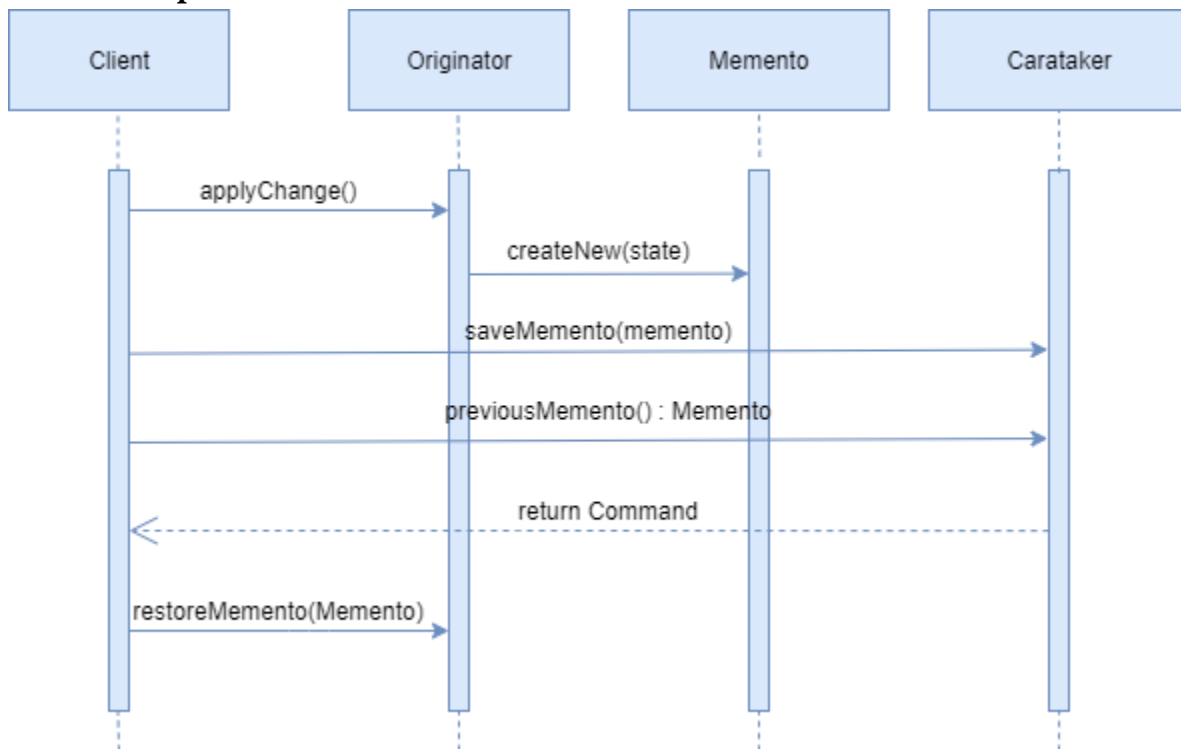 Client
Originator
Memento
Carataker
applyChange()
createNew(state)
saveMemento(memento)
previousMemento() : Memento
return Command
restoreMemento(Memento)